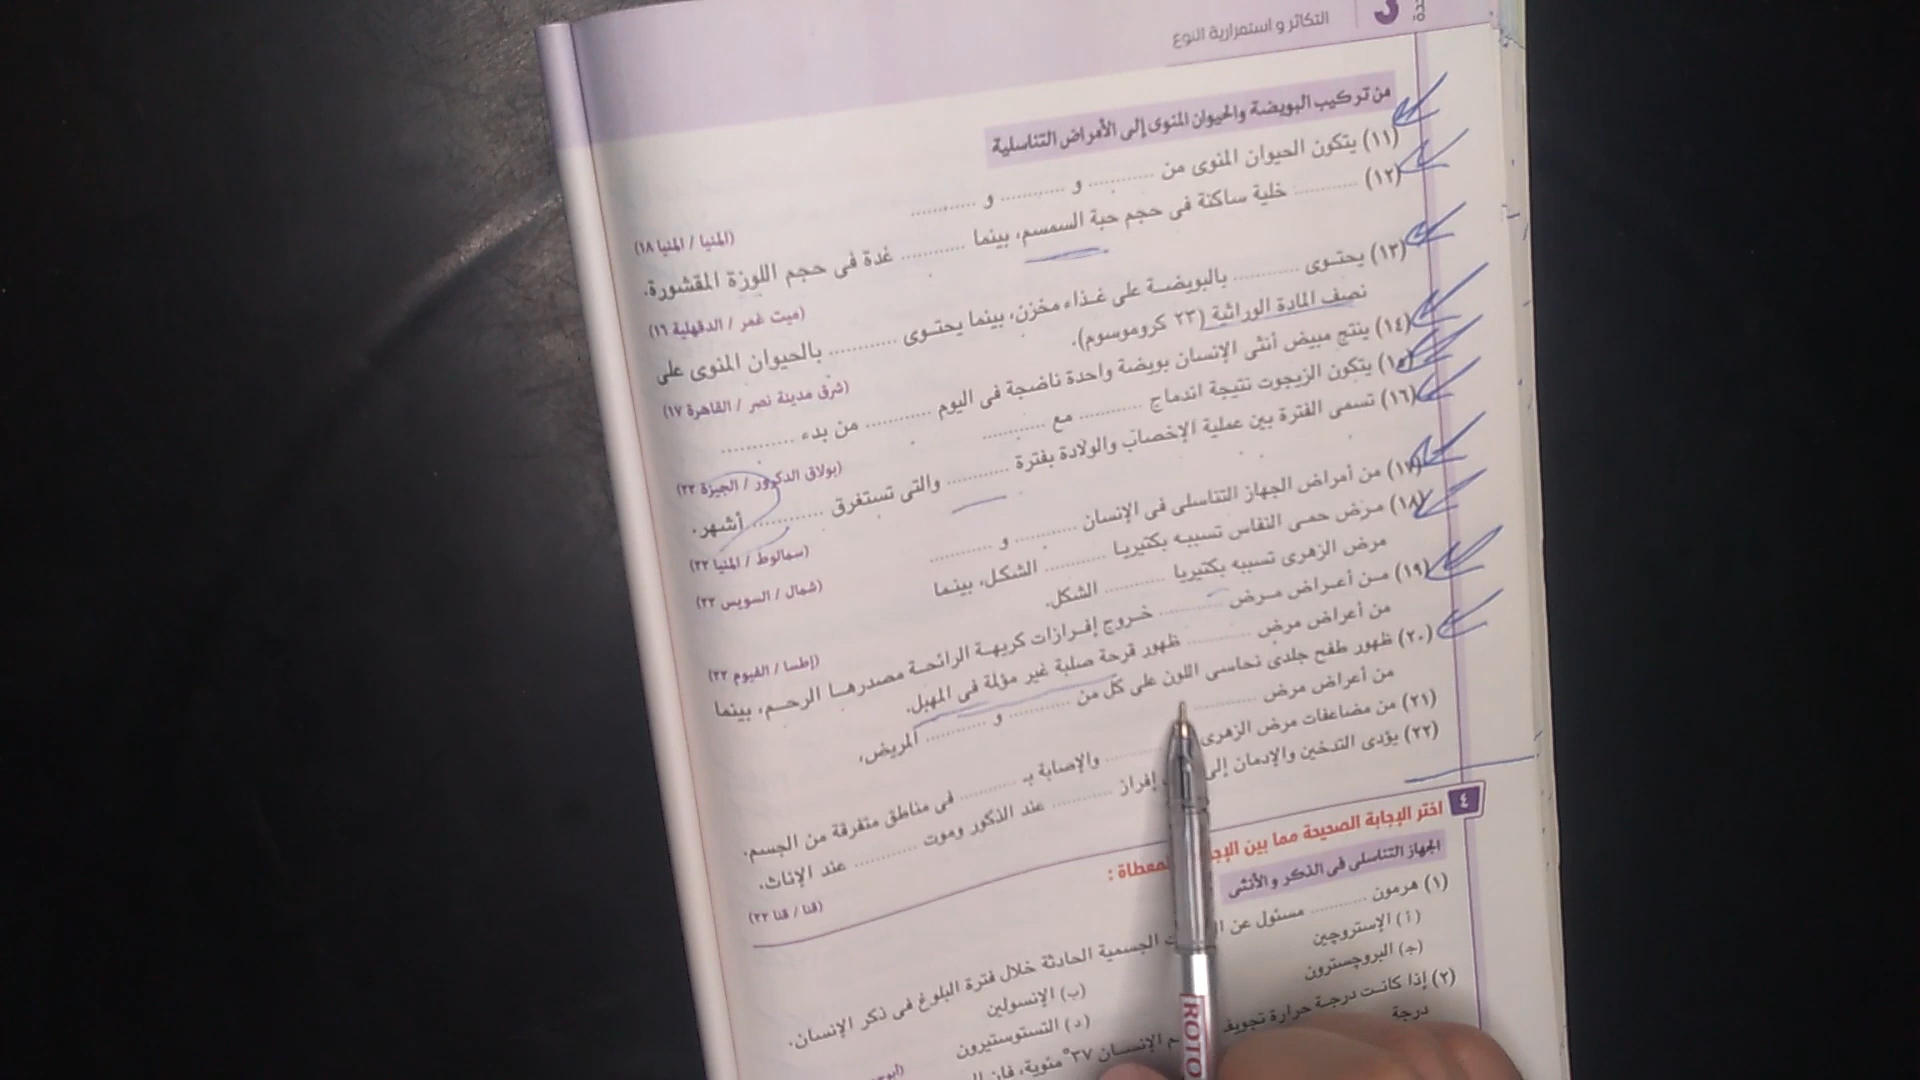 التكاثر و استمرارية النوع
3
من تركيب البويضة والحيوان المنوى إلى الأمراض التناسلية
(١١) يتكون الحيوان المنوى من ............ و ............ و ............
(المنيا / المنيا ١٨)
(١٢) ............ خلية ساكنة فى حجم حبة السمسم، بينما ............ غدة فى حجم اللوزة المقشورة.
(ميت غمر / الدقهلية ١٦)
(١٣) يحتوى ............ بالبويضة على غذاء مخزن، بينما يحتوى ............ بالحيوان المنوى على
نصف المادة الوراثية (٢٣ كروموسوم).
(شرق مدينة نصر / القاهرة ١٧)
(١٤) ينتج مبيض أنثى الإنسان بويضة واحدة ناضجة فى اليوم ............ من بدء ............
(١٥) يتكون الزيجوت نتيجة اندماج ............ مع ............
(بولاق الدكرور / الجيزة ٢٣)
(١٦) تسمى الفترة بين عملية الإخصاب والولادة بفترة ............ والتى تستغرق ............ أشهر.
(سمالوط / المنيا ٢٣)
(١٧) من أمراض الجهاز التناسلى فى الإنسان ............ و ............
(شمال / السويس ٢٣)
(١٨) مرض حمى النفاس تسببه بكتيريا ............ الشكل، بينما
مرض الزهرى تسببه بكتيريا ............ الشكل.
(إطسا / الفيوم ٢٣)
(١٩) من أعراض مرض ............ خروج إفرازات كريهة الرائحة مصدرها الرحم، بينما
من أعراض مرض ............ ظهور قرحة صلبة غير مؤلمة فى المهبل.
(٢٠) ظهور طفح جلدى نحاسى اللون على كل من ............ و ............ المريض،
من أعراض مرض ............
(٢١) من مضاعفات مرض الزهرى ............ والإصابة بـ ............ فى مناطق متفرقة من الجسم.
(٢٢) يؤدى التدخين والإدمان إلى إفراز ............ عند الذكور وموت ............ عند الإناث.
(قنا / قنا ٢٣)
٤ اختر الإجابة الصحيحة مما بين الإجابات المعطاة :
الجهاز التناسلى فى الذكر و الأنثى
(١) هرمون ............ مسئول عن الجسمية الحادثة خلال فترة البلوغ فى ذكر الإنسان.
(أ) الإستروجين
(ب) الإنسولين
(جـ) البروجسترون
(د) التستوستيرون
(٢) إذا كانت درجة حرارة تجويف الإنسان ٣٧° مئوية، فإن
درجة
ROTO